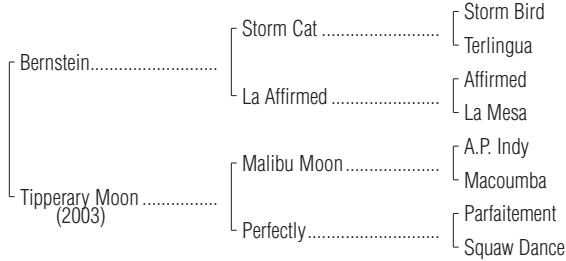 Storm Bird
Storm Cat ........................
Terlingua
Bernstein..........................
Affirmed
La Affirmed ......................
La Mesa
A.P. Indy
Malibu Moon ...................
Macoumba
Tipperary Moon ...............
(2003)
Parfaitement
Perfectly...........................
Squaw Dance